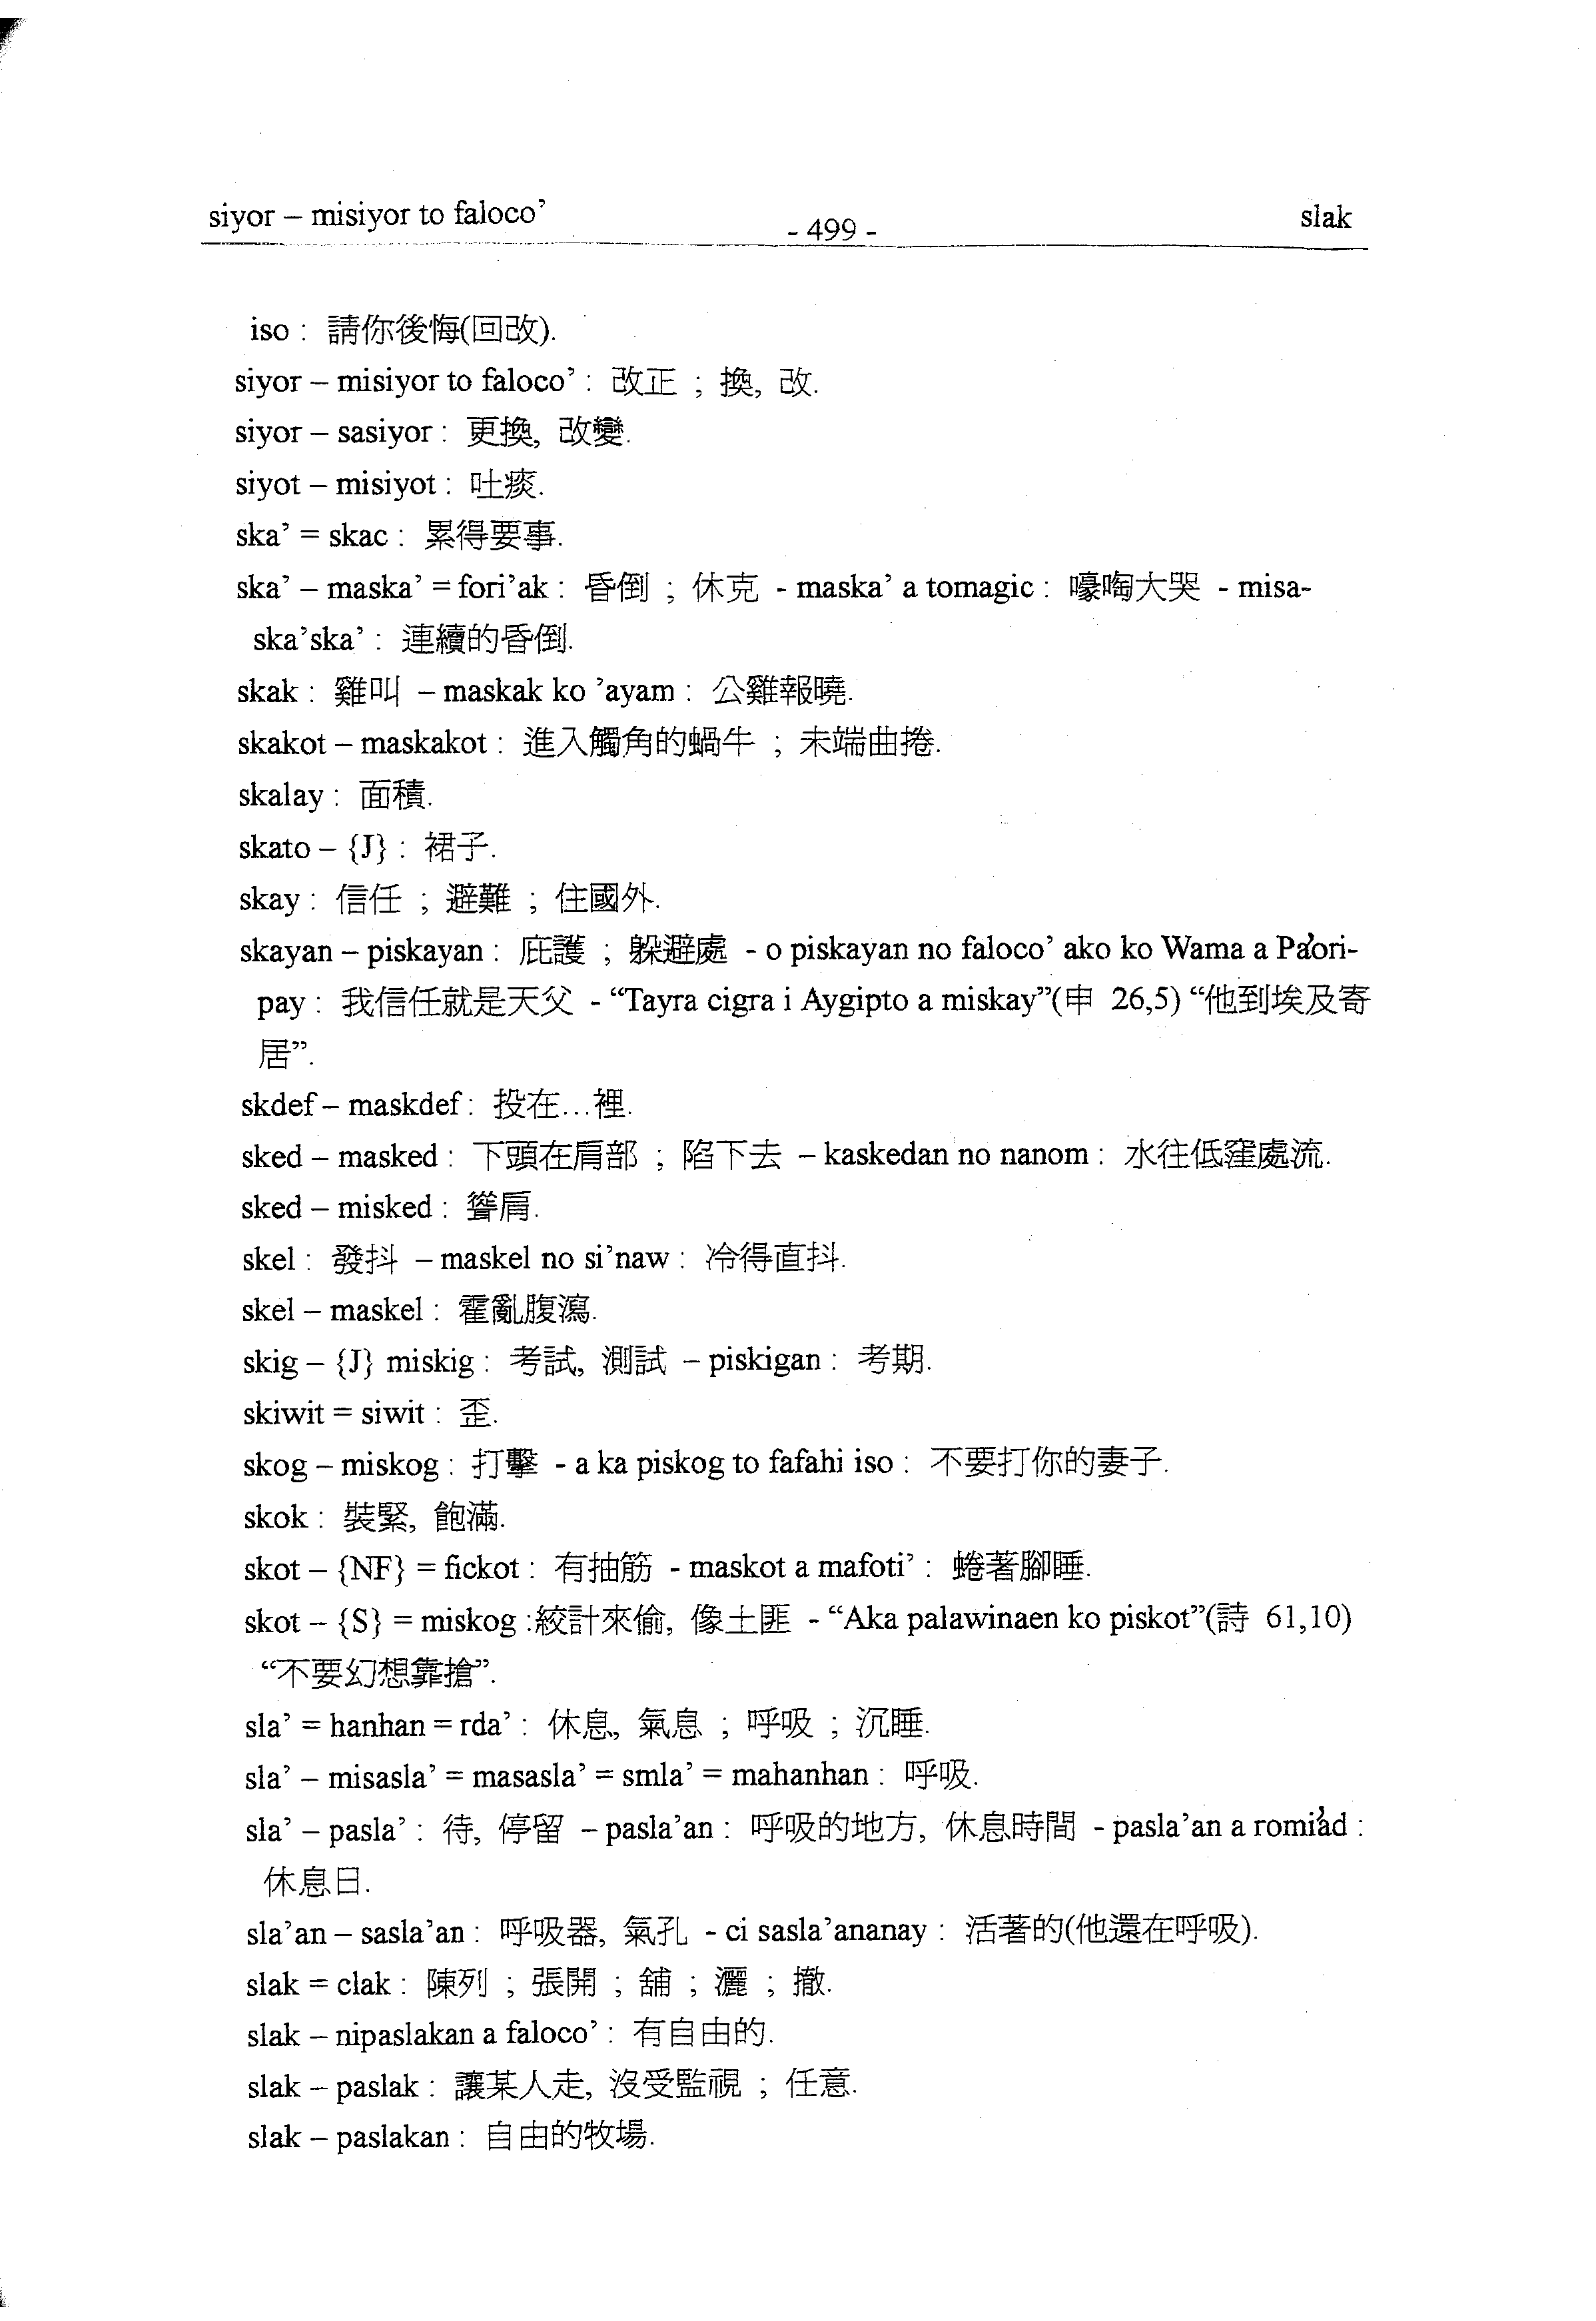 siyor – misiyor to faloco’ - 499 - slak
iso : 請你後悔(回改).
siyor – misiyor to faloco’ : 改正 ; 換, 改.
siyor – sasiyor : 更換, 改變.
siyot – misiyot : 吐痰.
ska’ = skac : 累得要事.
ska’ – maska’ = fori’ak : 昏倒 ; 休克 - maska’ a tomagic : 嚎啕大哭 - misa-
ska’ska’ : 連續的昏倒.
skak : 雞叫 – maskak ko ’ayam : 公雞報曉.
skakot – maskakot : 進入觸角的蝸牛 ; 末端曲捲.
skalay : 面積.
skato – {J} : 裙子.
skay : 信任 ; 避難 ; 住國外.
skayan – piskayan : 庇護 ; 躲避處 - o piskayan no faloco’ ako ko Wama a Pa’ori-
pay : 我信任就是天父 - “Tayra cigra i Aygipto a miskay”(申 26,5) “他到埃及寄
居”.
skdef – maskdef : 投在…裡.
sked – masked : 下頭在肩部 ; 陷下去 – kaskedan no nanom : 水往低窪處流.
sked – misked : 聳肩.
skel : 發抖 – maskel no si’naw : 冷得直抖.
skel – maskel : 霍亂腹瀉.
skig – {J} miskig : 考試, 測試 – piskigan : 考期.
skiwit = siwit : 歪.
skog – miskog : 打擊 - a ka piskog to fafahi iso : 不要打你的妻子.
skok : 裝緊, 飽滿.
skot – {NF} = fickot : 有抽筋 - maskot a mafoti’ : 蜷著腳睡.
skot – {S} = miskog :絞計來偷, 像土匪 - “Aka palawinaen ko piskot”(詩 61,10)
“不要幻想靠搶”.
sla’ = hanhan = rda’ : 休息, 氣息 ; 呼吸 ; 沉睡.
sla’ – misasla’ = masasla’ = smla’ = mahanhan : 呼吸.
sla’ – pasla’ : 待, 停留 – pasla’an : 呼吸的地方, 休息時間 - pasla’an a romi’ad :
休息日.
sla’an – sasla’an : 呼吸器, 氣孔 - ci sasla’ananay : 活著的(他還在呼吸).
slak = clak : 陳列 ; 張開 ; 舖 ; 灑 ; 撤.
slak – nipaslakan a faloco’ : 有自由的.
slak – paslak : 讓某人走, 沒受監視 ; 任意.
slak – paslakan : 自由的牧場.